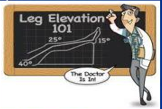 Leg Elevation
101
25°
15°
40°
The Doctor
Is In!